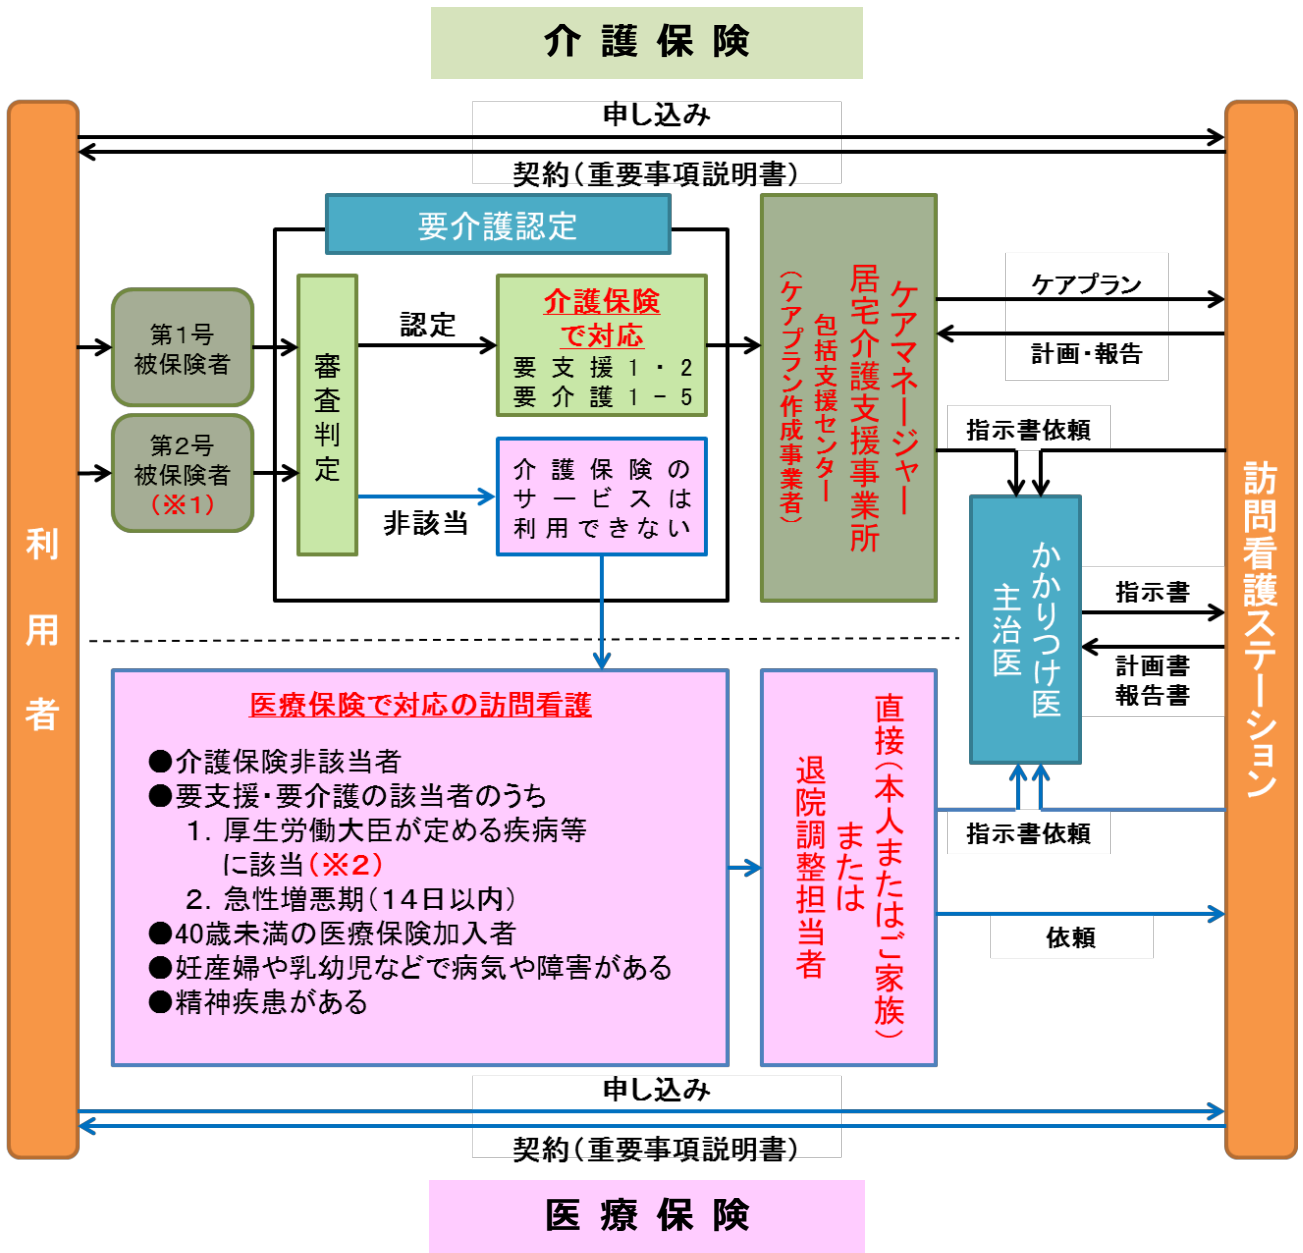 介護保険
申し込み
契約(重要事項説明書)
利用者
訪問看護ステーション
要介護認定
第1号
被保険者
第2号
被保険者
(※1)
審査判定
認定
非該当
介護保険
で対応
要支援1・2
要介護1-5
介護保険の
サービスは
利用できない
ケアマネージャー
居宅介護支援事業所
包括支援センター
(ケアプラン作成事業者)
ケアプラン
計画・報告
指示書依頼
かかりつけ医
主治医
指示書
計画書
報告書
医療保険で対応の訪問看護
●介護保険非該当者
●要支援・要介護の該当者のうち
1. 厚生労働大臣が定める疾病等
に該当(※2)
2. 急性増悪期(14日以内)
●40歳未満の医療保険加入者
●妊産婦や乳幼児などで病気や障害がある
●精神疾患がある
直接(本人またはご家族)
または
退院調整担当者
指示書依頼
依頼
申し込み
契約(重要事項説明書)
医療保険